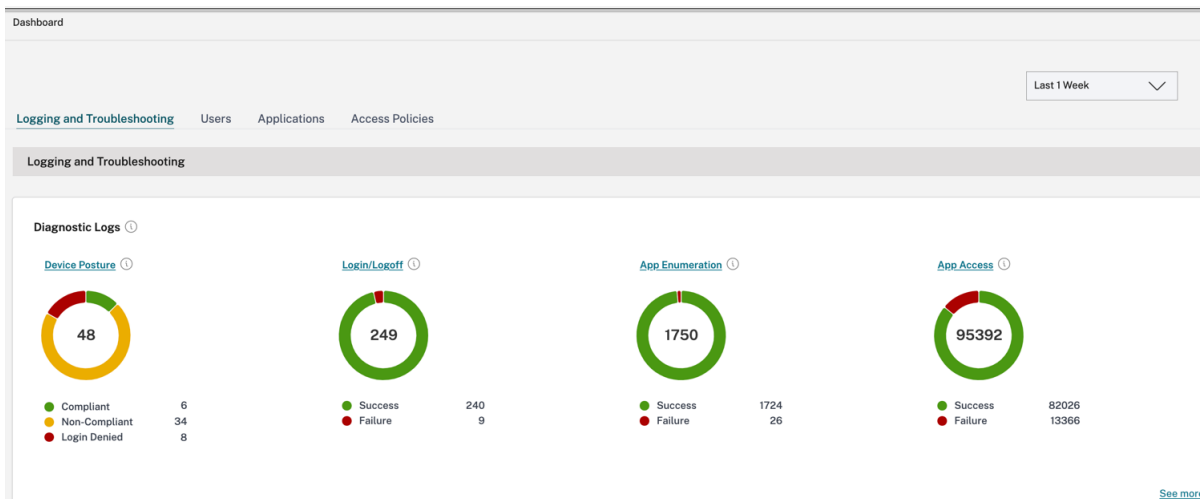 Dashboard
Last 1 Week
Logging and Troubleshooting Users Applications Access Policies
Logging and Troubleshooting
Diagnostic Logs
Device Posture Login/Logoff App Enumeration App Access
48 249 1750 95392
Compliant 6 Success 240 Success 1724 Success 82026
Non-Compliant 34 Failure 9 Failure 26 Failure 13366
Login Denied 8
See more